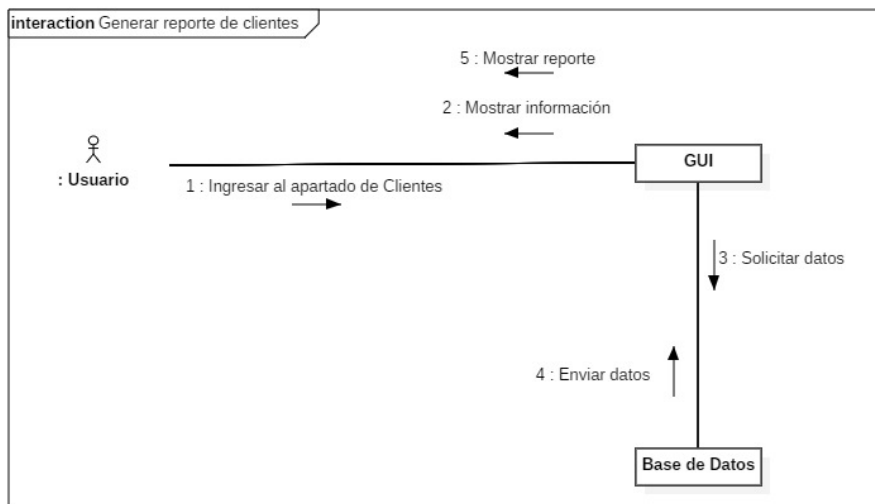 interaction Generar reporte de clientes
5 : Mostrar reporte
2 : Mostrar información
: Usuario
GUI
1 : Ingresar al apartado de Clientes
3 : Solicitar datos
4 : Enviar datos
Base de Datos